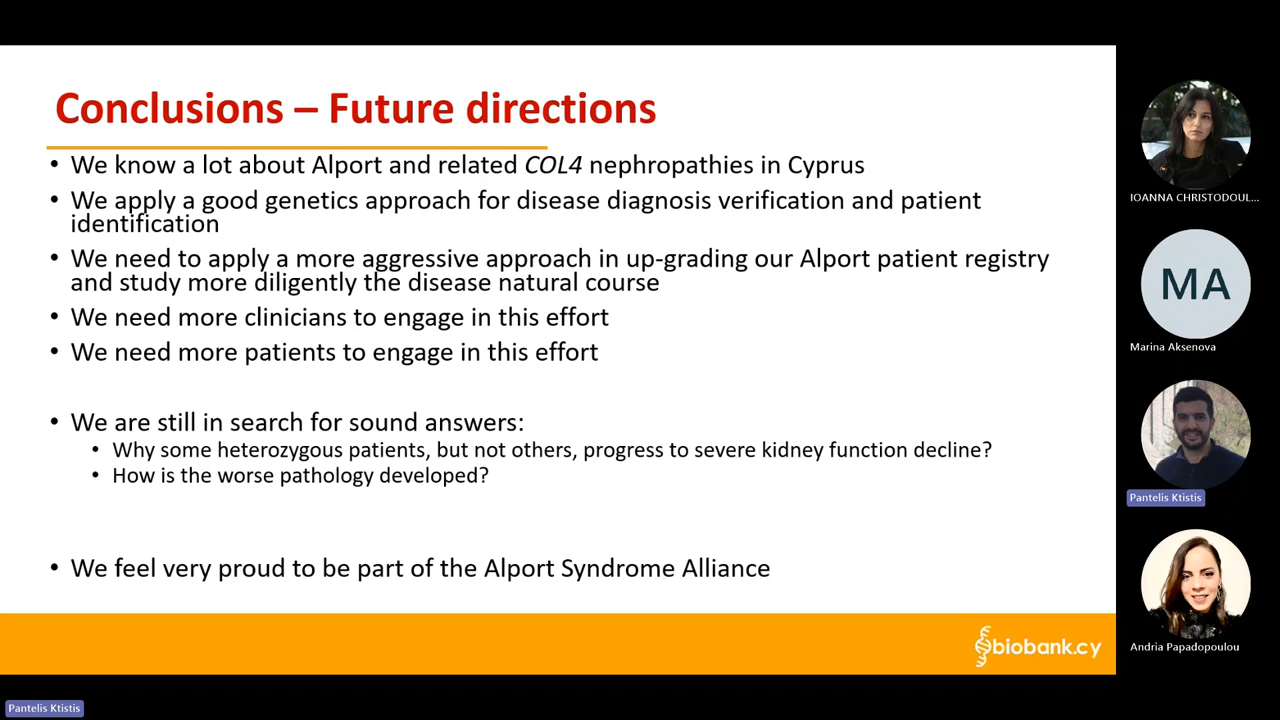 Conclusions – Future directions
• We know a lot about Alport and related COL4 nephropathies in Cyprus
• We apply a good genetics approach for disease diagnosis verification and patient
identification
• We need to apply a more aggressive approach in up-grading our Alport patient registry
and study more diligently the disease natural course
• We need more clinicians to engage in this effort
• We need more patients to engage in this effort
• We are still in search for sound answers:
• Why some heterozygous patients, but not others, progress to severe kidney function decline?
• How is the worse pathology developed?
• We feel very proud to be part of the Alport Syndrome Alliance
biobank.cy
IOANNA CHRISTODOUL...
MA
Marina Aksenova
Pantelis Ktistis
Andria Papadopoulou
Pantelis Ktistis